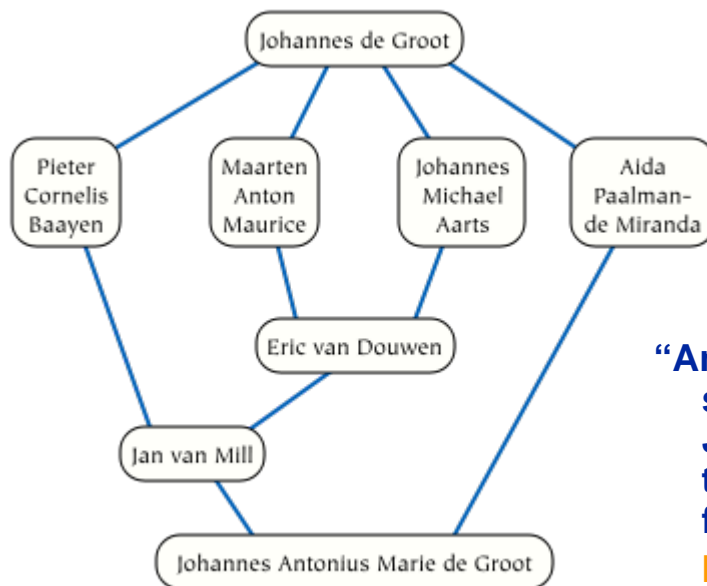 Johannes de Groot
Pieter
Cornelis
Baayen
Maarten
Anton
Maurice
Johannes
Michael
Aarts
Aida
Paalman-
de Miranda
Eric van Douwen
Jan van Mill
Johannes Antonius Marie de Groot